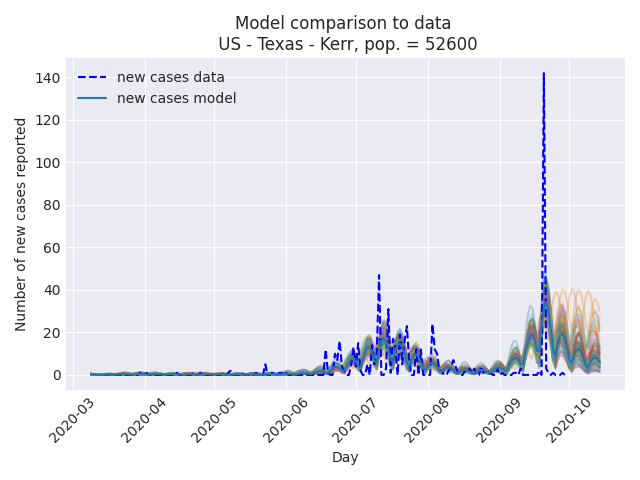 Model comparison to data
US - Texas - Kerr, pop. = 52600
new cases data
new cases model
Number of new cases reported
140
120
100
80
60
40
20
0
2020-03
2020-04
2020-05
2020-06
2020-07
2020-08
2020-09
2020-10
Day